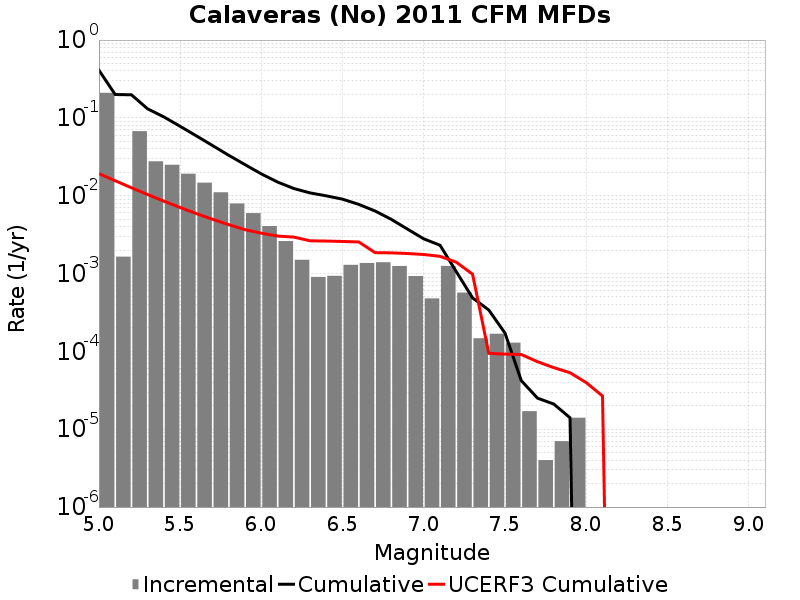 Calaveras (No) 2011 CFM MFDs
10^0
10^-1
10^-2
10^-3
10^-4
10^-5
10^-6
Rate (1/yr)
5.0 5.5 6.0 6.5 7.0 7.5 8.0 8.5 9.0
Magnitude
Incremental Cumulative UCERF3 Cumulative